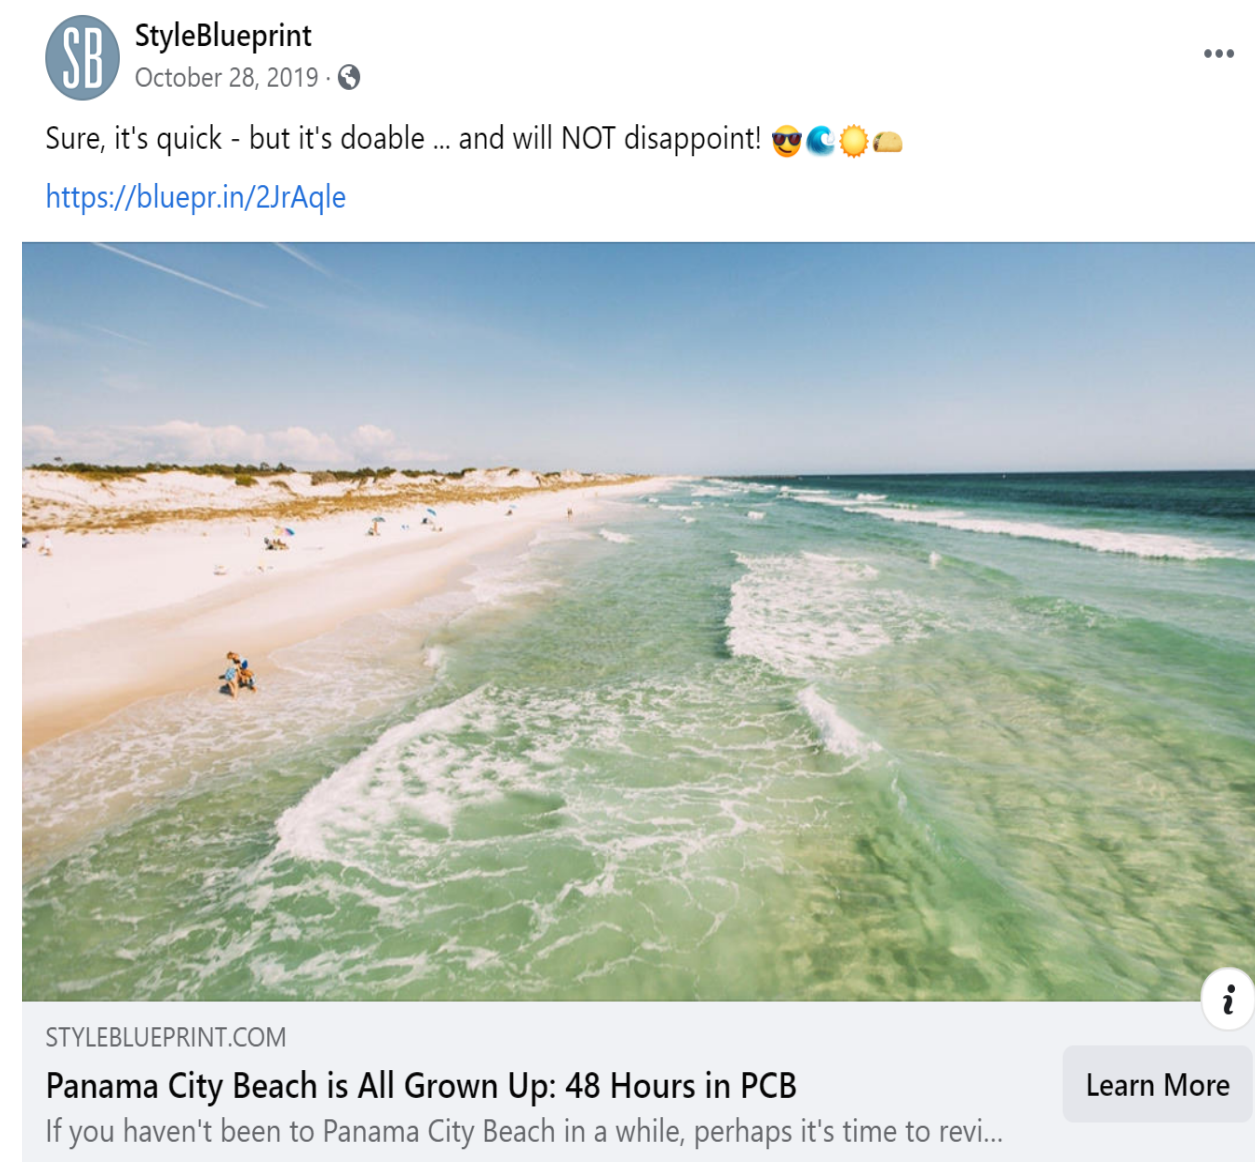 SB
StyleBlueprint
October 28, 2019 ·
Sure, it's quick - but it's doable ... and will NOT disappoint! 😎🌊☀️🌮
https://bluepr.in/2JrAqle
i
STYLEBLUEPRINT.COM
Panama City Beach is All Grown Up: 48 Hours in PCB
Learn More
If you haven't been to Panama City Beach in a while, perhaps it's time to revi...